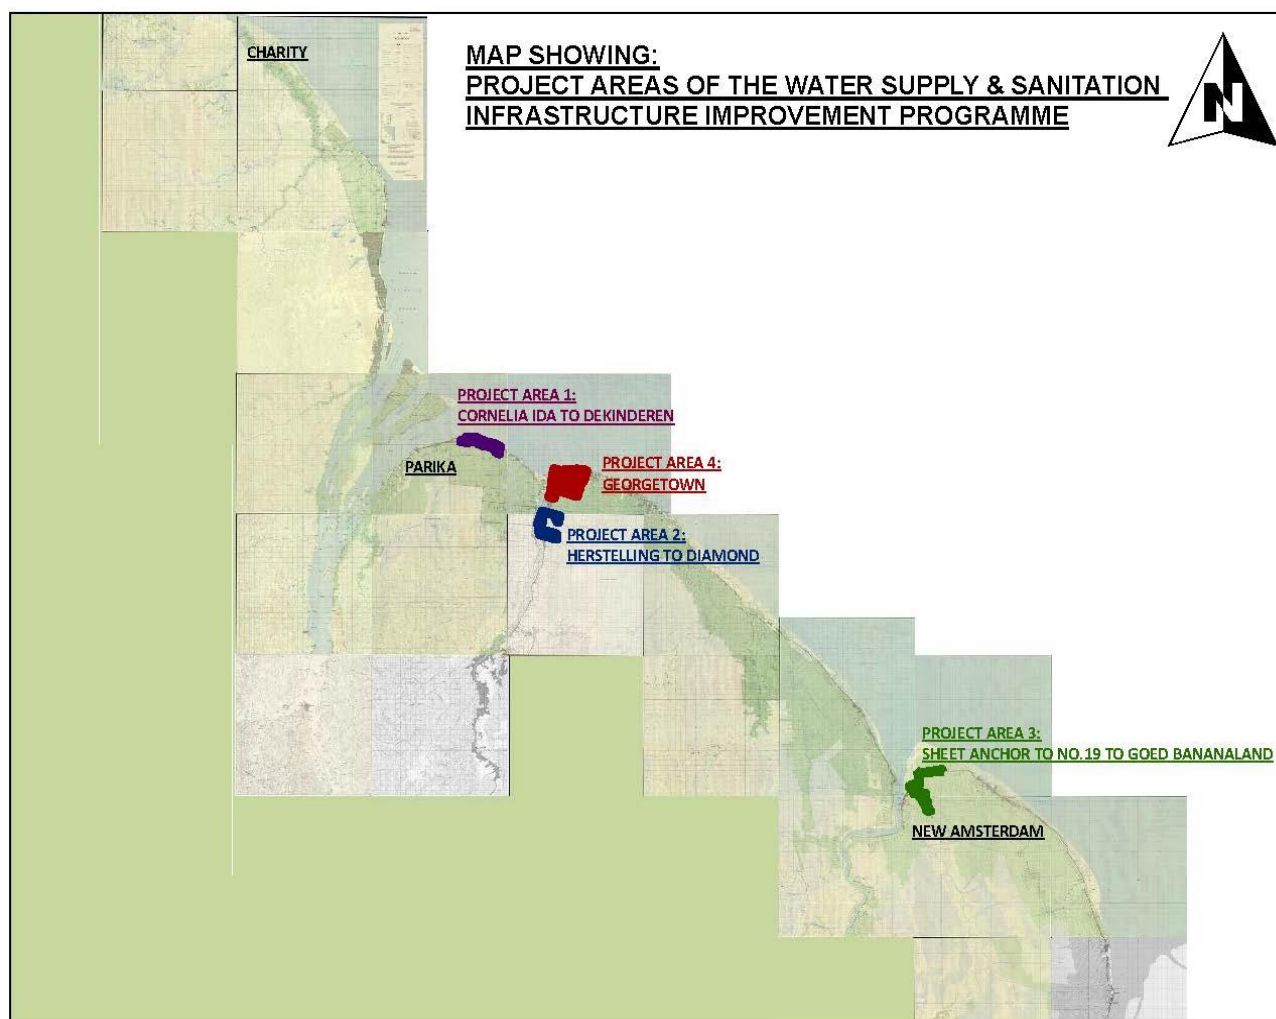 CHARITY
MAP SHOWING:
PROJECT AREAS OF THE WATER SUPPLY & SANITATION
INFRASTRUCTURE IMPROVEMENT PROGRAMME
N
PROJECT AREA 1:
CORNELIA IDA TO DEKINDEREN
PARIKA
PROJECT AREA 4:
GEORGETOWN
PROJECT AREA 2:
HERSTELLING TO DIAMOND
PROJECT AREA 3:
SHEET ANCHOR TO NO.19 TO GOED BANANALAND
NEW AMSTERDAM